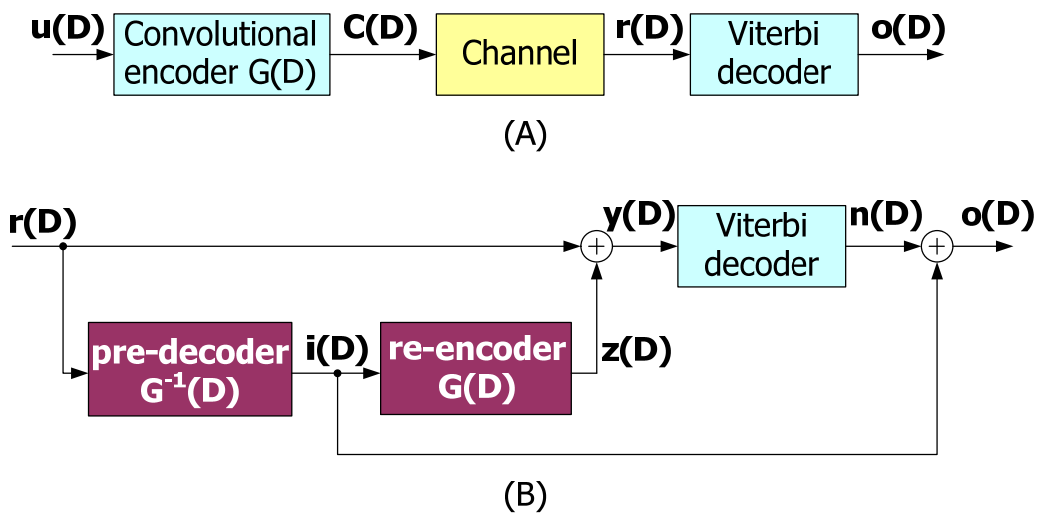 u(D)
Convolutional
encoder G(D)
C(D)
Channel
r(D)
Viterbi
decoder
o(D)
(A)
r(D)
y(D)
Viterbi
decoder
n(D)
o(D)
+
+
pre-decoder
G⁻¹(D)
i(D)
re-encoder
G(D)
z(D)
(B)